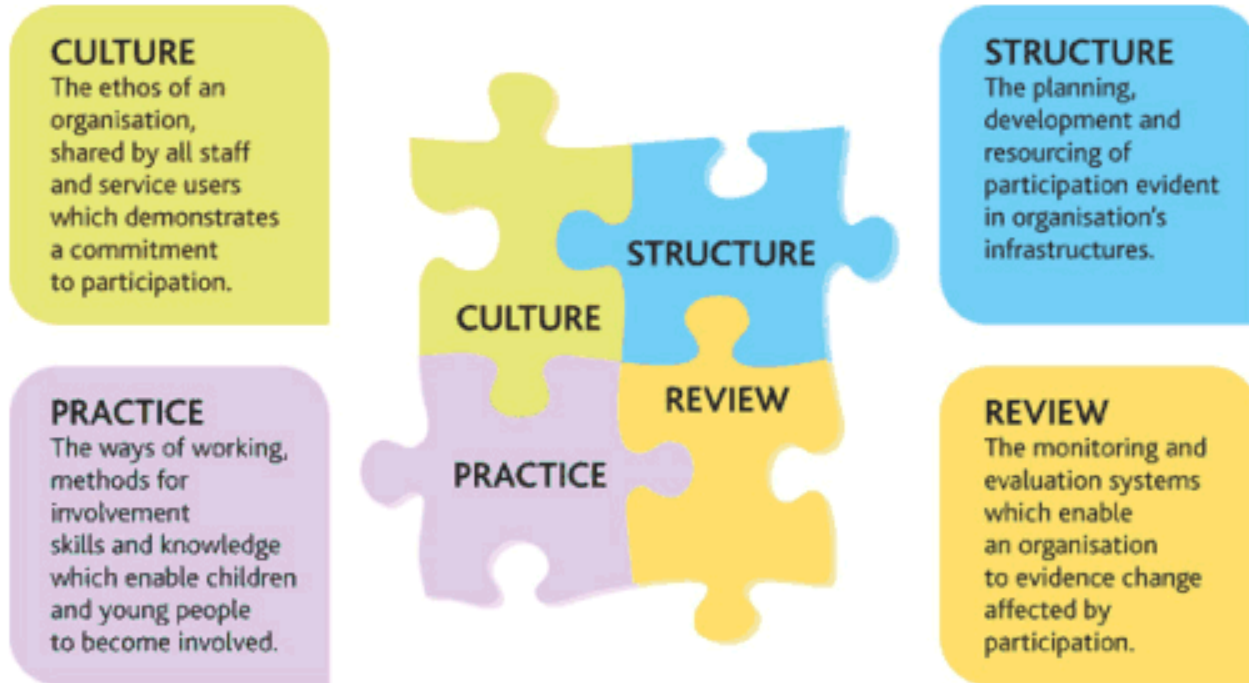 CULTURE
The ethos of an
organisation,
shared by all staff
and service users
which demonstrates
a commitment
to participation.
STRUCTURE
The planning,
development and
resourcing of
participation evident
in organisation's
infrastructures.
STRUCTURE
CULTURE
REVIEW
PRACTICE
PRACTICE
The ways of working,
methods for
involvement
skills and knowledge
which enable children
and young people
to become involved.
REVIEW
The monitoring and
evaluation systems
which enable
an organisation
to evidence change
affected by
participation.